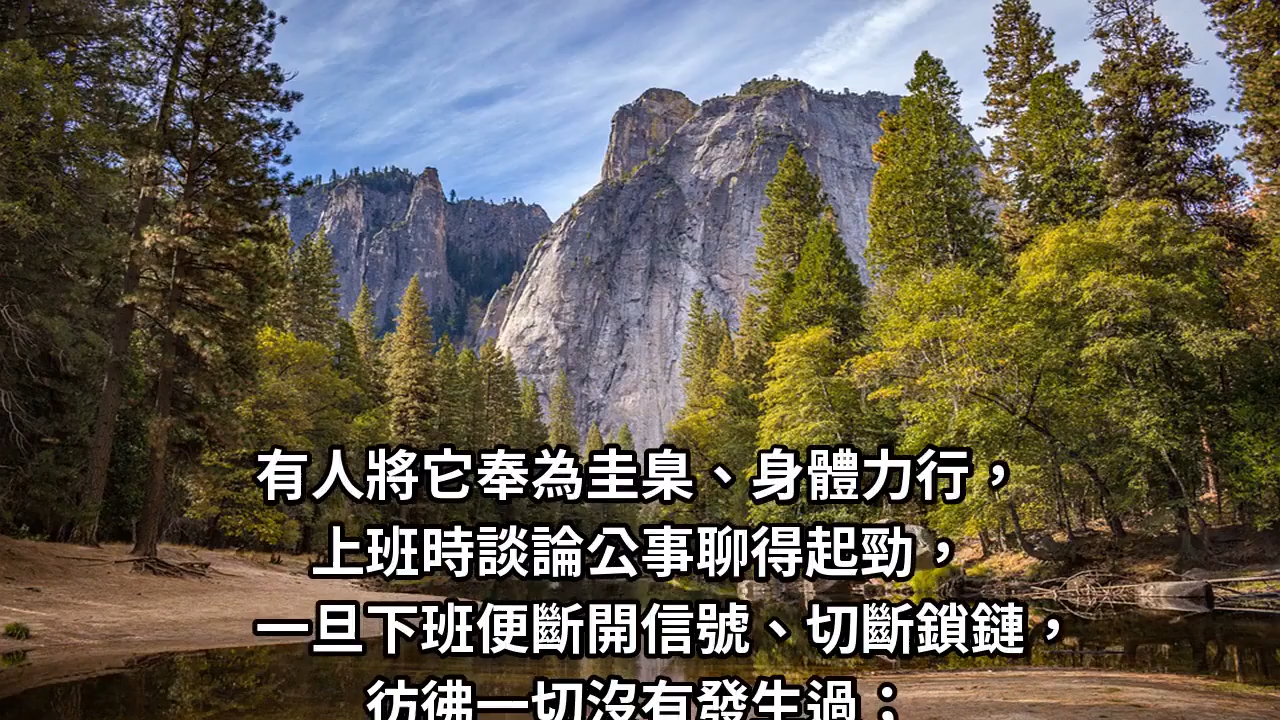 有人將它奉為圭臬、身體力行，
上班時談論公事聊得起勁，
一旦下班便斷開信號、切斷鎖鏈，
彷彿一切沒有發生過；